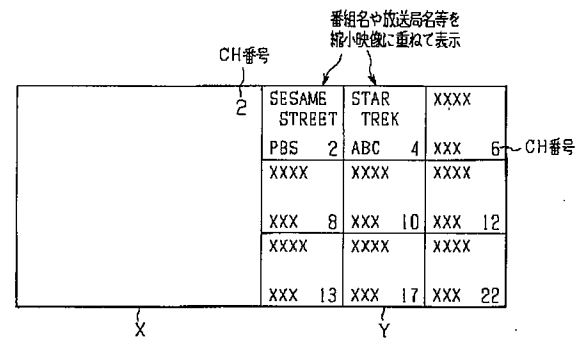 番組名や放送局名等を
縮小映像に重ねて表示
CH番号
2
SESAME STREET
PBS 2
STAR TREK
ABC 4
XXXX
XXX 6
CH番号
XXXX
XXX 8
XXXX
XXX 10
XXXX
XXX 12
XXXX
XXX 13
XXXX
XXX 17
XXXX
XXX 22
X
Y